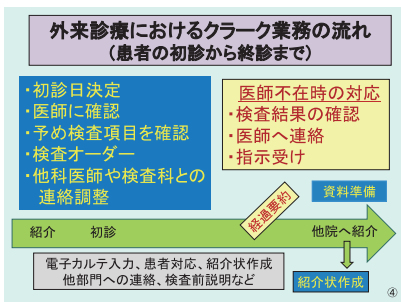 外来診療におけるクラーク業務の流れ
（患者の初診から終診まで）
・初診日決定
・医師に確認
・予め検査項目を確認
・検査オーダー
・他科医師や検査科との
連絡調整
医師不在時の対応
・検査結果の確認
・医師へ連絡
・指示受け
経過要約
資料準備
紹介
初診
他院へ紹介
電子カルテ入力、患者対応、紹介状作成
他部門への連絡、検査前説明など
紹介状作成
④